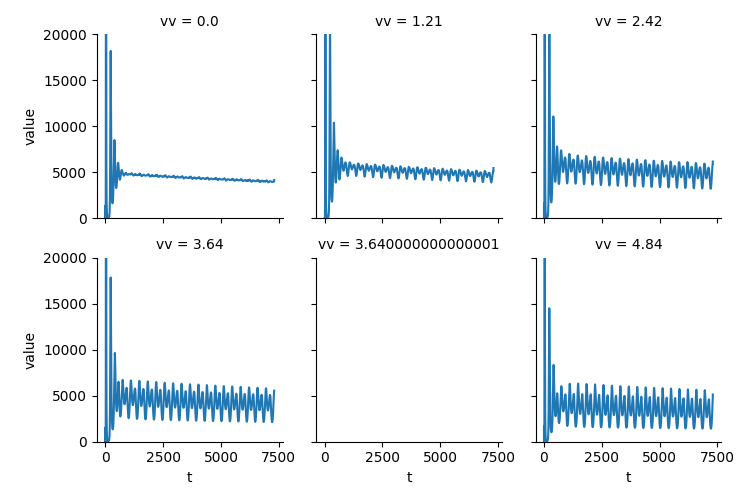 vv = 0.0
vv = 1.21
vv = 2.42
20000
15000
10000
5000
0
value
vv = 3.64
vv = 3.640000000000001
vv = 4.84
20000
15000
10000
5000
0
value
0 2500 5000 7500
0 2500 5000 7500
0 2500 5000 7500
t
t
t